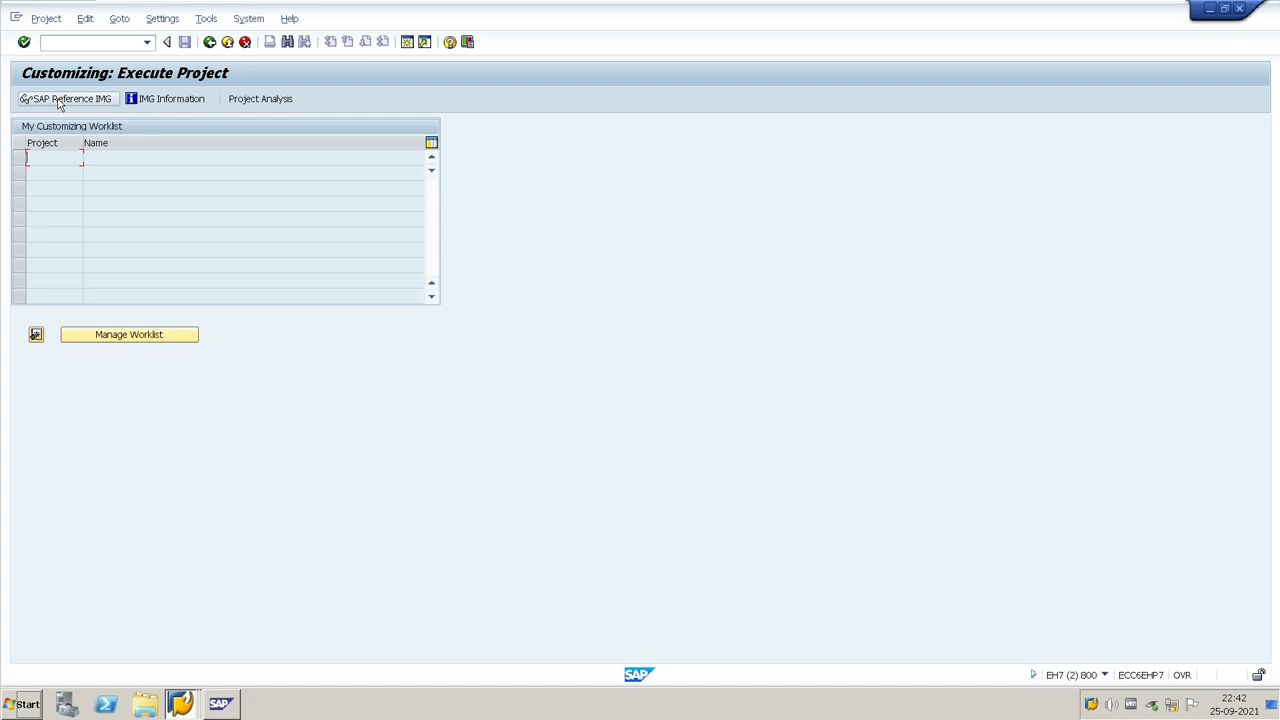 Project Edit Goto Settings Tools System Help
Customizing: Execute Project
SAP Reference IMG IMG Information Project Analysis
My Customizing Worklist
Project Name
Manage Worklist
SAP
EH7 (2) 800 ECC6EHP7 OVR
Start SAP
22:42
25-09-2021